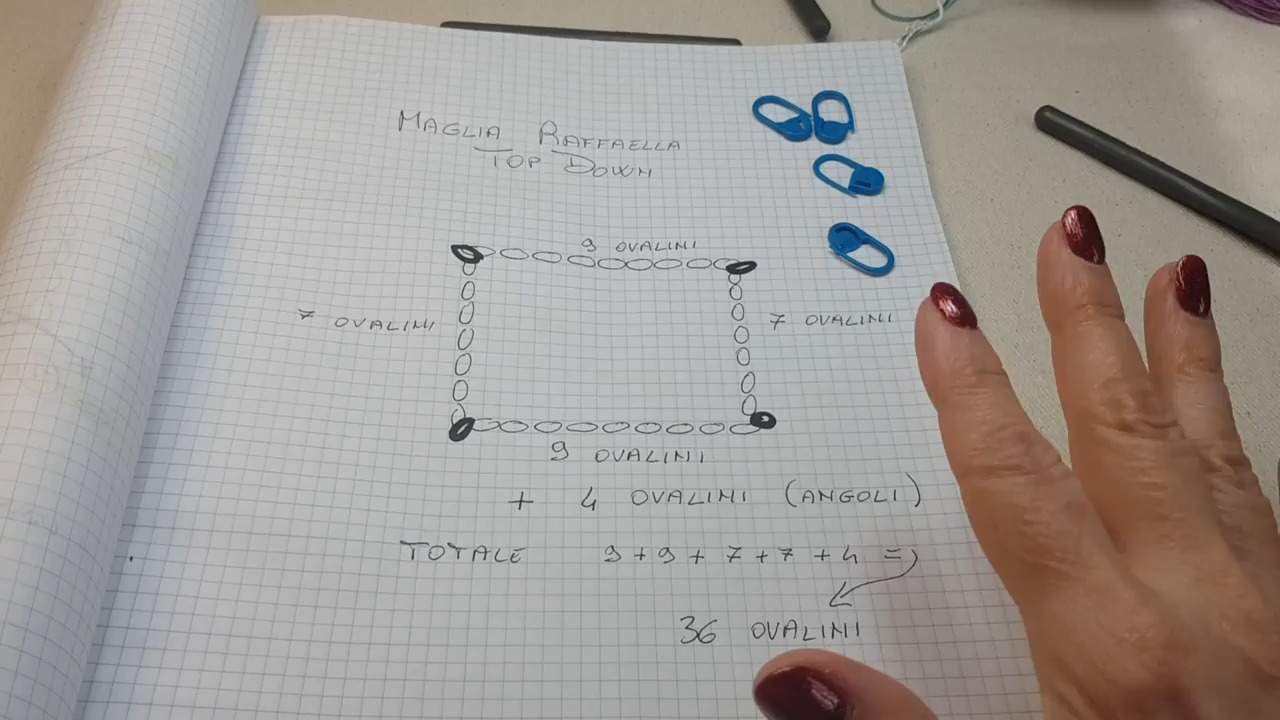 MAGLIA RAFFAELLA
TOP DOWN
9 OVALINI
7 OVALINI
7 OVALINI
9 OVALINI
+ 4 OVALINI (ANGOLI)
TOTALE 9+9+7+7+4=
36 OVALINI